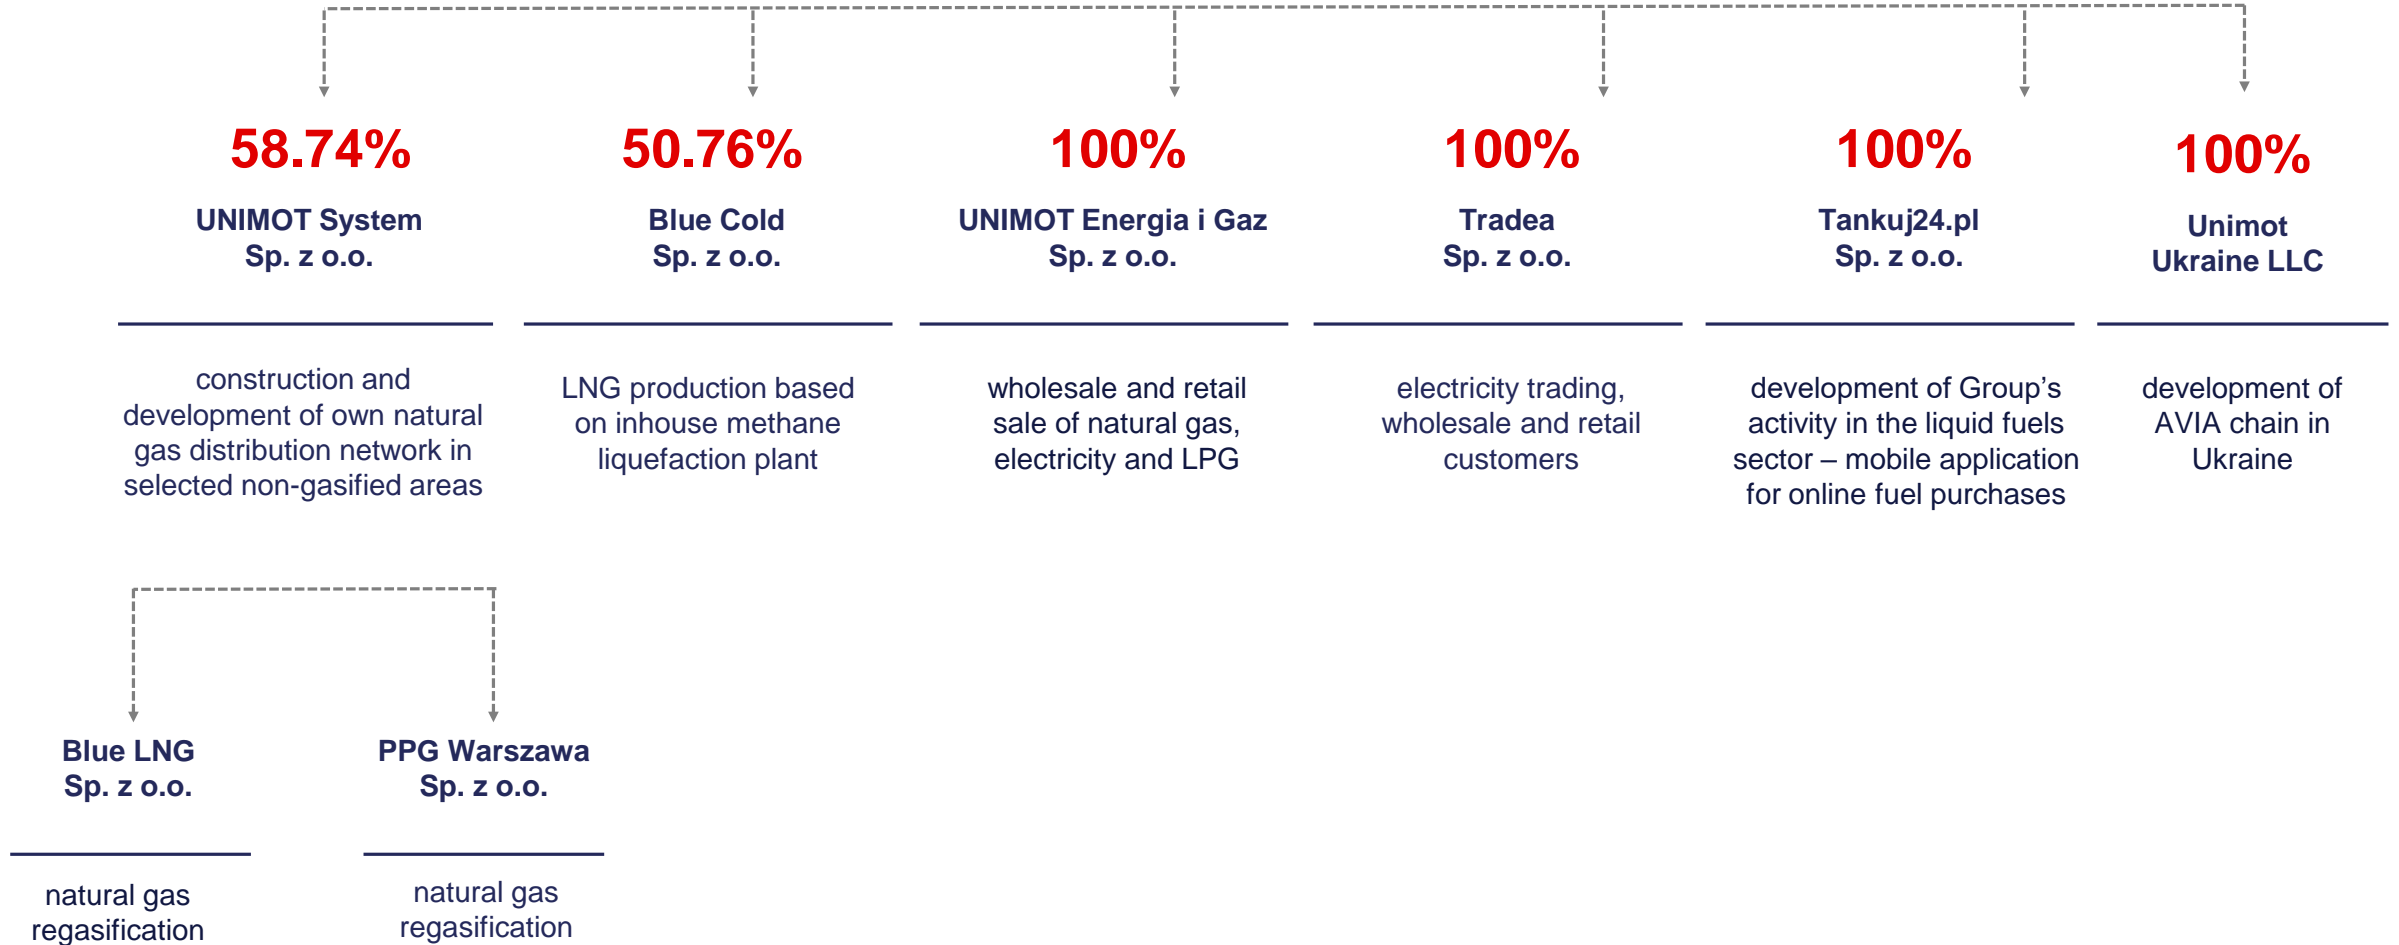 58.74%
UNIMOT System
Sp. z o.o.
construction and
development of own natural
gas distribution network in
selected non-gasified areas
50.76%
Blue Cold
Sp. z o.o.
LNG production based
on inhouse methane
liquefaction plant
100%
UNIMOT Energia i Gaz
Sp. z o.o.
wholesale and retail
sale of natural gas,
electricity and LPG
100%
Tradea
Sp. z o.o.
electricity trading,
wholesale and retail
customers
100%
Tankuj24.pl
Sp. z o.o.
development of Group's
activity in the liquid fuels
sector – mobile application
for online fuel purchases
100%
Unimot
Ukraine LLC
development of
AVIA chain in
Ukraine
Blue LNG
Sp. z o.o.
natural gas
regasification
PPG Warszawa
Sp. z o.o.
natural gas
regasification